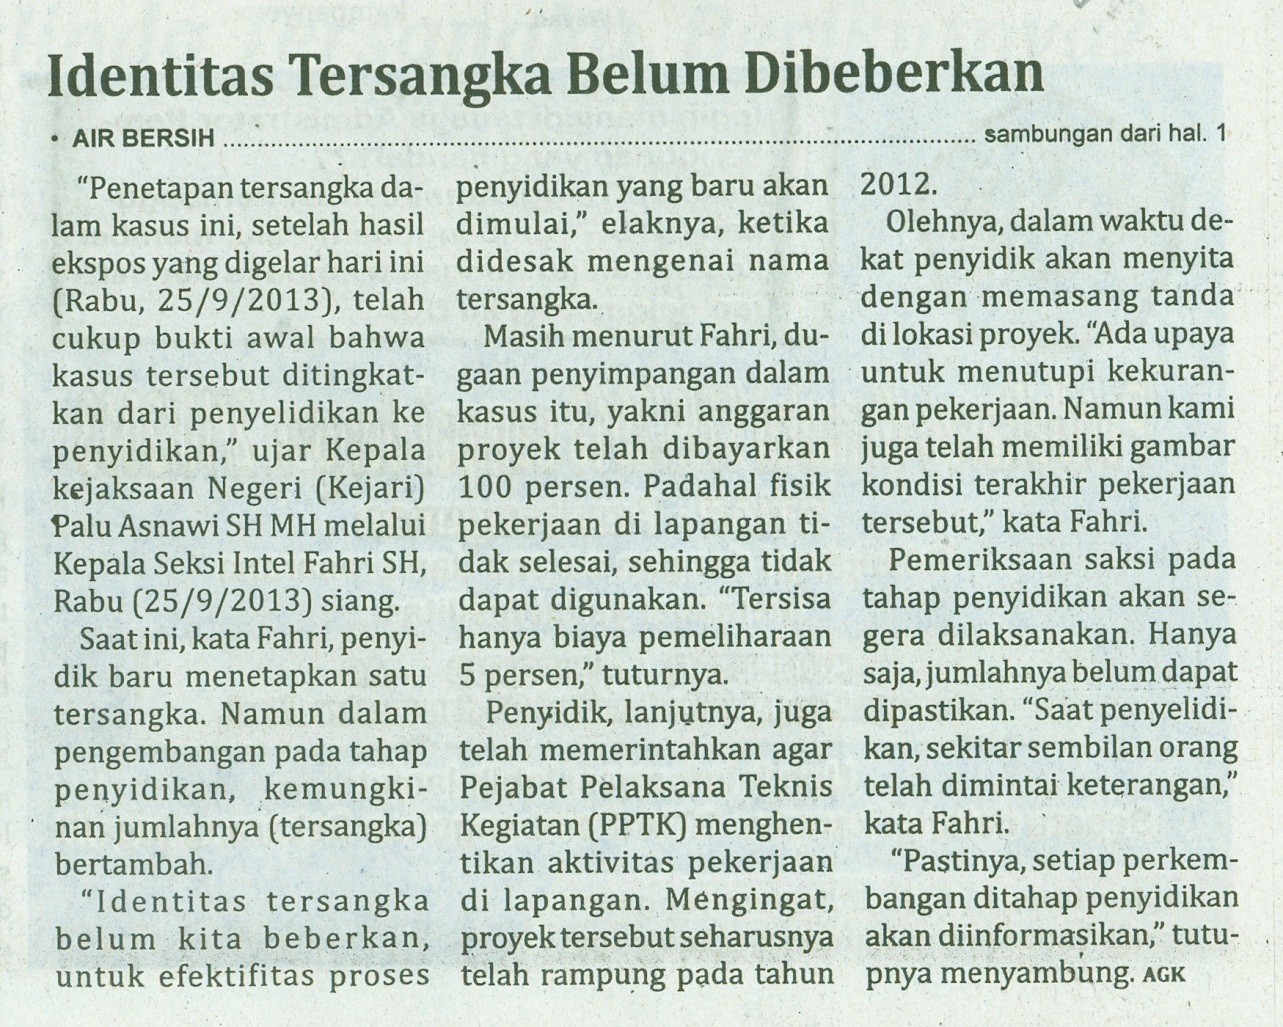 Identitas Tersangka Belum Dibeberkan
• AIR BERSIH ........................................................................................................ sambungan dari hal. 1
“Penetapan tersangka da-
lam kasus ini, setelah hasil
ekspos yang digelar hari ini
(Rabu, 25/9/2013), telah
cukup bukti awal bahwa
kasus tersebut ditingkat-
kan dari penyelidikan ke
penyidikan,” ujar Kepala
kejaksaan Negeri (Kejari)
Palu Asnawi SH MH melalui
Kepala Seksi Intel Fahri SH,
Rabu (25/9/2013) siang.
Saat ini, kata Fahri, penyi-
dik baru menetapkan satu
tersangka. Namun dalam
pengembangan pada tahap
penyidikan, kemungki-
nan jumlahnya (tersangka)
bertambah.
“Identitas tersangka
belum kita beberkan,
untuk efektifitas proses
penyidikan yang baru akan
dimulai,” elaknya, ketika
didesak mengenai nama
tersangka.
Masih menurut Fahri, du-
gaan penyimpangan dalam
kasus itu, yakni anggaran
proyek telah dibayarkan
100 persen. Padahal fisik
pekerjaan di lapangan ti-
dak selesai, sehingga tidak
dapat digunakan. “Tersisa
hanya biaya pemeliharaan
5 persen,” tuturnya.
Penyidik, lanjutnya, juga
telah memerintahkan agar
Pejabat Pelaksana Teknis
Kegiatan (PPTK) menghen-
tikan aktivitas pekerjaan
di lapangan. Mengingat,
proyek tersebut seharusnya
telah rampung pada tahun
2012.
Olehnya, dalam waktu de-
kat penyidik akan menyita
dengan memasang tanda
di lokasi proyek. “Ada upaya
untuk menutupi kekuran-
gan pekerjaan. Namun kami
juga telah memiliki gambar
kondisi terakhir pekerjaan
tersebut,” kata Fahri.
Pemeriksaan saksi pada
tahap penyidikan akan se-
gera dilaksanakan. Hanya
saja, jumlahnya belum dapat
dipastikan. “Saat penyelidi-
kan, sekitar sembilan orang
telah dimintai keterangan,”
kata Fahri.
“Pastinya, setiap perkem-
bangan ditahap penyidikan
akan diinformasikan,” tutu-
pnya menyambung. AGK